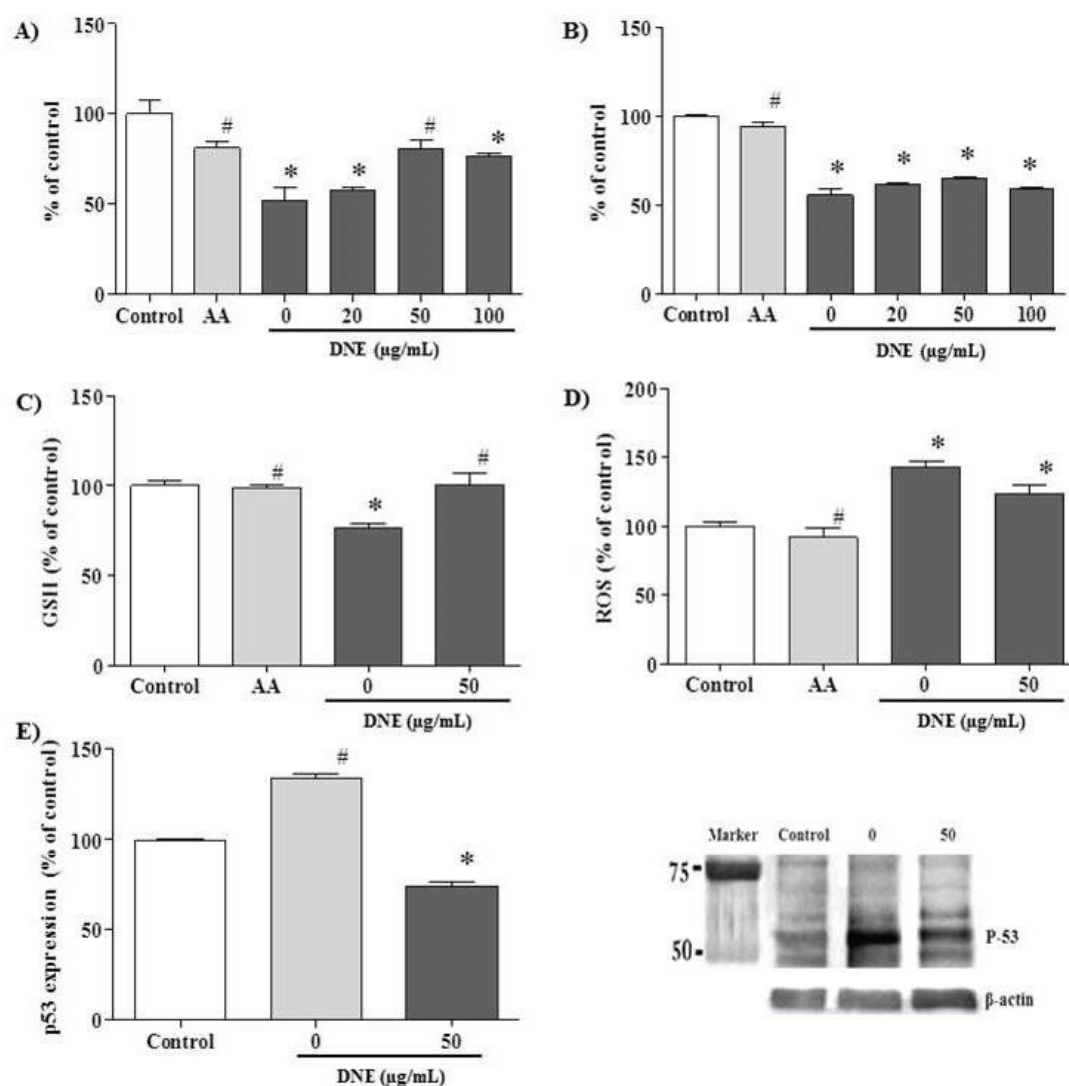 A)
150
100
50
0
% of control
#
*
*
#
*
Control AA 0 20 50 100
DNE (µg/mL)
B)
150
100
50
0
% of control
#
*
*
*
*
Control AA 0 20 50 100
DNE (µg/mL)
C)
150
100
50
0
GSH (% of control)
#
*
#
Control AA 0 50
DNE (µg/mL)
D)
200
150
100
50
0
ROS (% of control)
#
*
*
Control AA 0 50
DNE (µg/mL)
E)
150
100
50
0
p53 expression (% of control)
#
*
Control 0 50
DNE (µg/mL)
Marker Control 0 50
75
50
P-53
β-actin